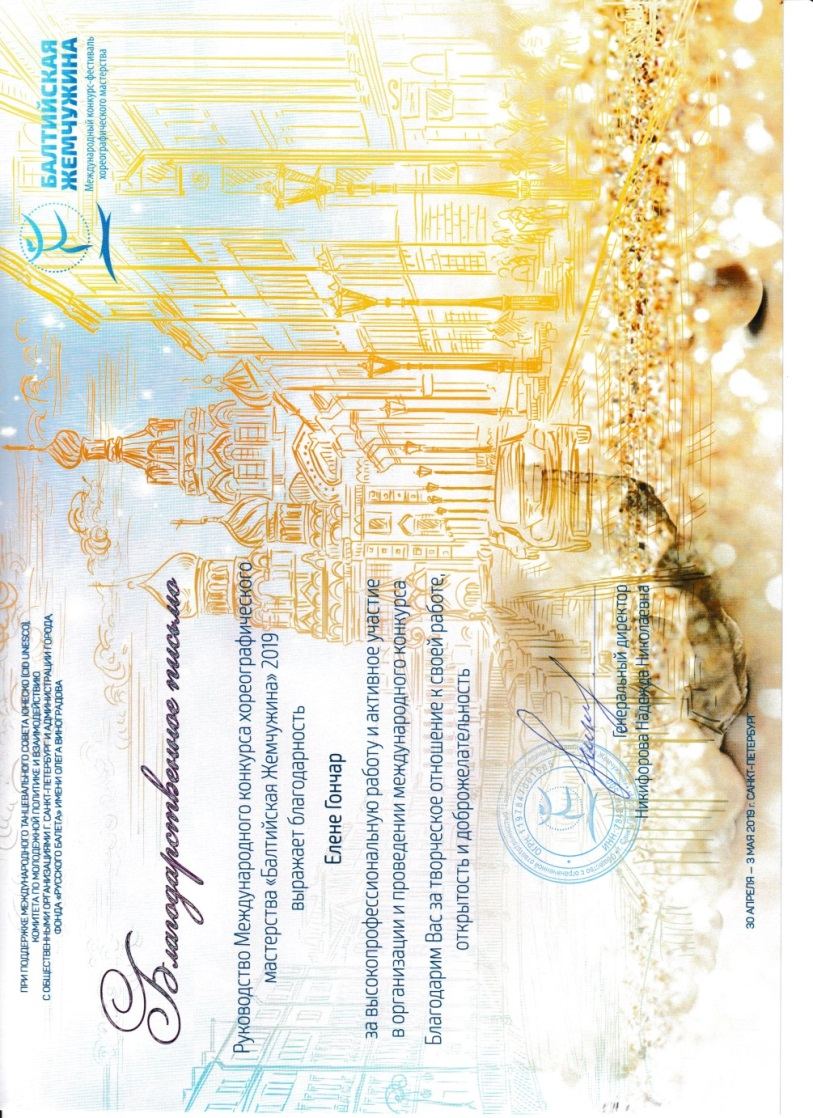 ПРИ ПОДДЕРЖКЕ МЕЖДУНАРОДНОГО ТАНЦЕВАЛЬНОГО СОВЕТА ЮНЕСКО (CID UNESCO),
КОМИТЕТА ПО МОЛОДЕЖНОЙ ПОЛИТИКЕ И ВЗАИМОДЕЙСТВИЮ
С ОБЩЕСТВЕННЫМИ ОРГАНИЗАЦИЯМИ Г. САНКТ-ПЕТЕРБУРГ И АДМИНИСТРАЦИИ ГОРОДА
ФОНДА «РУССКОГО БАЛЕТА» ИМЕНИ ОЛЕГА ВИНОГРАДОВА
БАЛТИЙСКАЯ
ЖЕМЧУЖИНА
Международный конкурс-фестиваль
хореографического мастерства
Благодарственное письмо
Руководство Международного конкурса хореографического
мастерства «Балтийская Жемчужина» 2019
выражает благодарность
Елене Гончар
за высокопрофессиональную работу и активное участие
в организации и проведении международного конкурса
Благодарим Вас за творческое отношение к своей работе,
открытость и доброжелательность
Генеральный директор
Никифорова Надежда Николаевна
30 АПРЕЛЯ — 3 МАЯ 2019 г. САНКТ-ПЕТЕРБУРГ